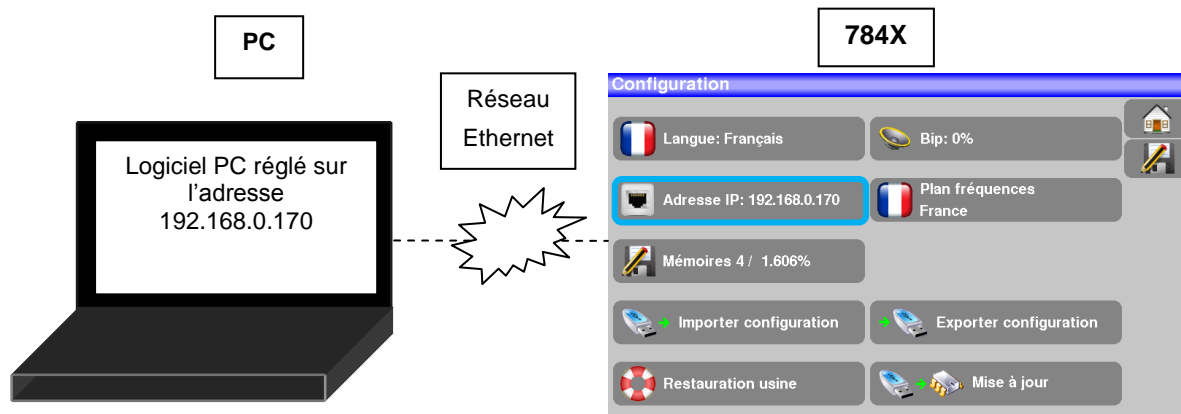 PC
784X
Réseau
Ethernet
Logiciel PC réglé sur
l'adresse
192.168.0.170
Configuration
Langue: Français
Bip: 0%
Adresse IP: 192.168.0.170
Plan fréquences
France
Mémoires 4 / 1.606%
Importer configuration
Exporter configuration
Restauration usine
Mise à jour